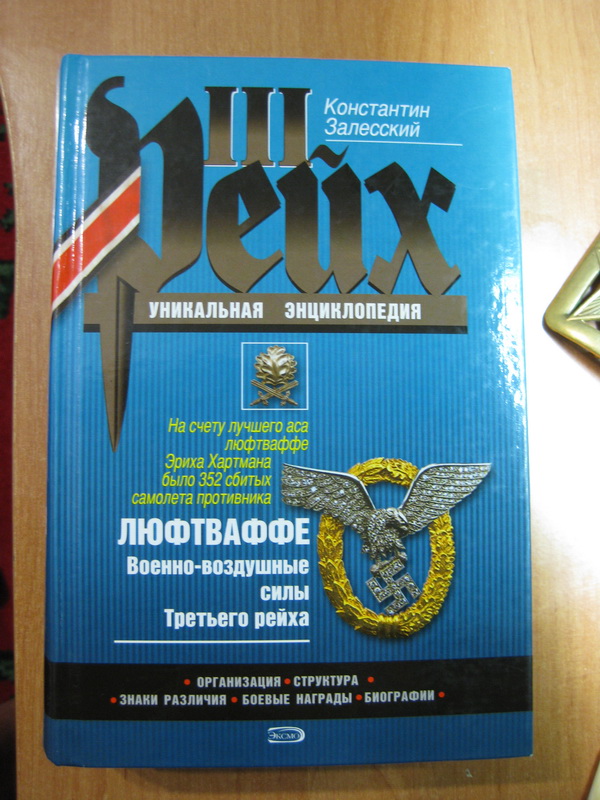 III
Рейх
Константин
Залесский
УНИКАЛЬНАЯ ЭНЦИКЛОПЕДИЯ
На счету лучшего аса
люфтваффе
Эриха Хартмана
было 352 сбитых
самолета противника
ЛЮФТВАФФЕ
Военно-воздушные
силы
Третьего рейха
• ОРГАНИЗАЦИЯ • СТРУКТУРА •
• ЗНАКИ РАЗЛИЧИЯ • БОЕВЫЕ НАГРАДЫ • БИОГРАФИИ •
ЭКСМО